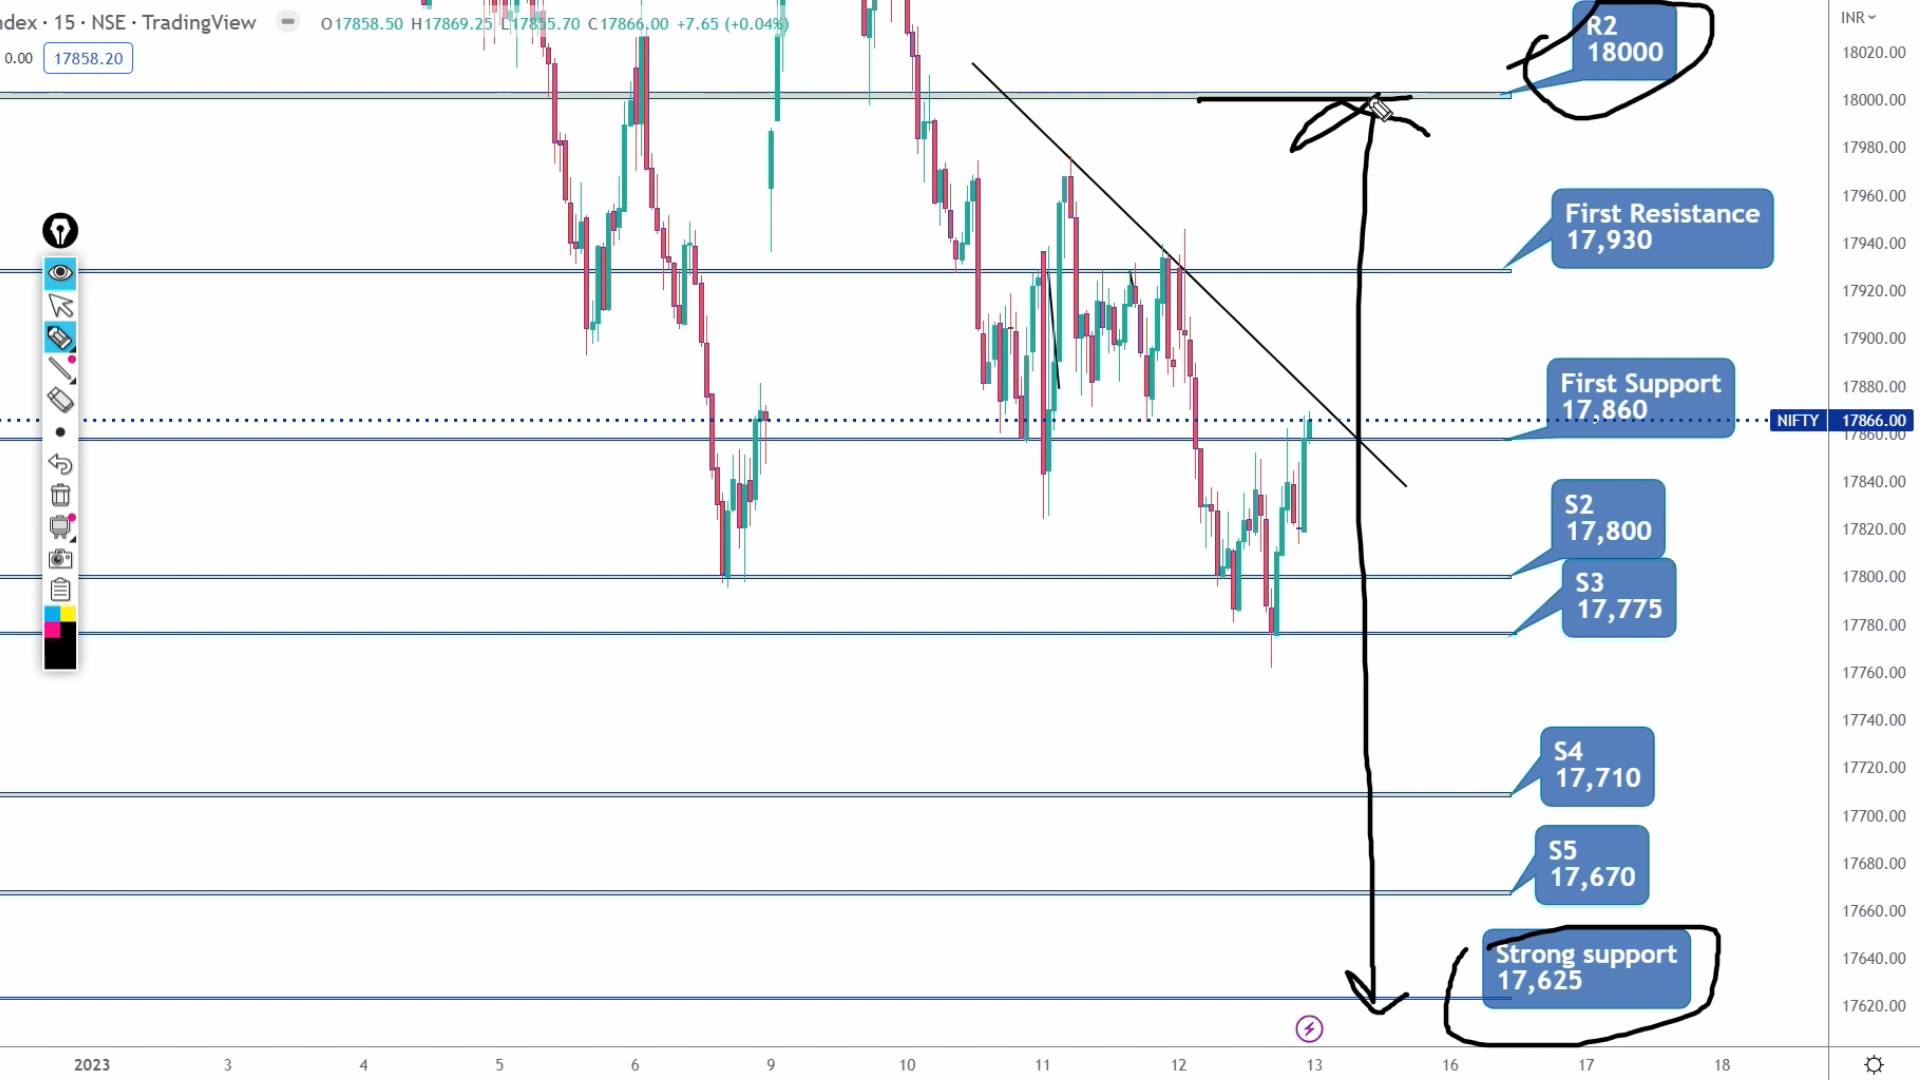 ndex · 15 · NSE · TradingView
O17858.50 H17869.25 L17855.70 C17866.00 +7.65 (+0.04%)
INR
0.00 17858.20
R2
18000
First Resistance
17,930
First Support
17,860
S2
17,800
S3
17,775
S4
17,710
S5
17,670
Strong support
17,625
18020.00
18000.00
17980.00
17960.00
17940.00
17920.00
17900.00
17880.00
NIFTY 17866.00
17860.00
17840.00
17820.00
17800.00
17780.00
17760.00
17740.00
17720.00
17700.00
17680.00
17660.00
17640.00
17620.00
2023 3 4 5 6 9 10 11 12 13 16 17 18